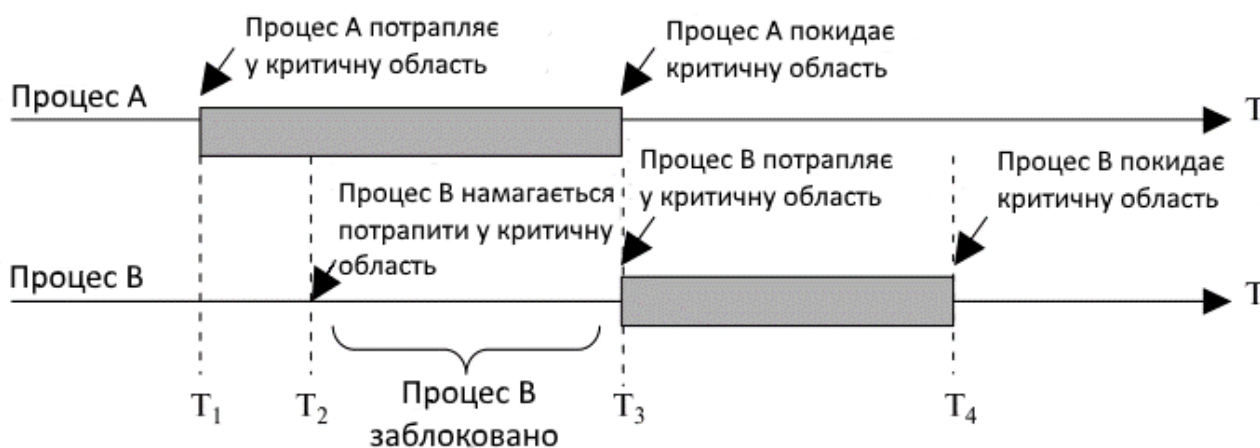 Процес А потрапляє
у критичну область
Процес А покидає
критичну область
Процес А
T
Процес В потрапляє
у критичну область
Процес В покидає
критичну область
Процес В намагається
потрапити у критичну
область
Процес В
T
T₁
T₂
Процес В
заблоковано
T₃
T₄